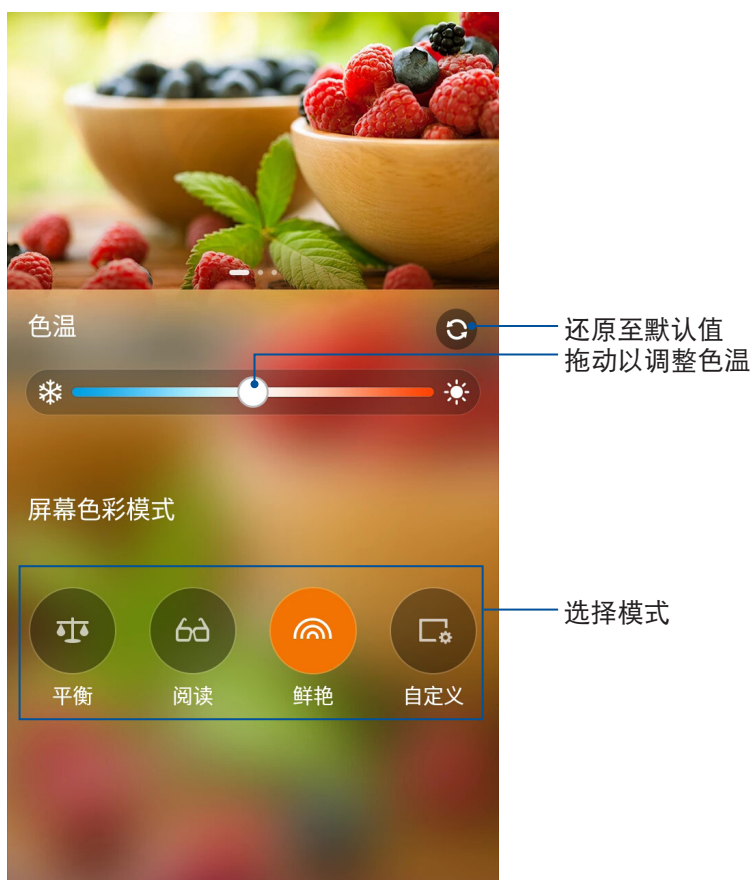 色温
还原至默认值
拖动以调整色温
屏幕色彩模式
选择模式
平衡
阅读
鲜艳
自定义